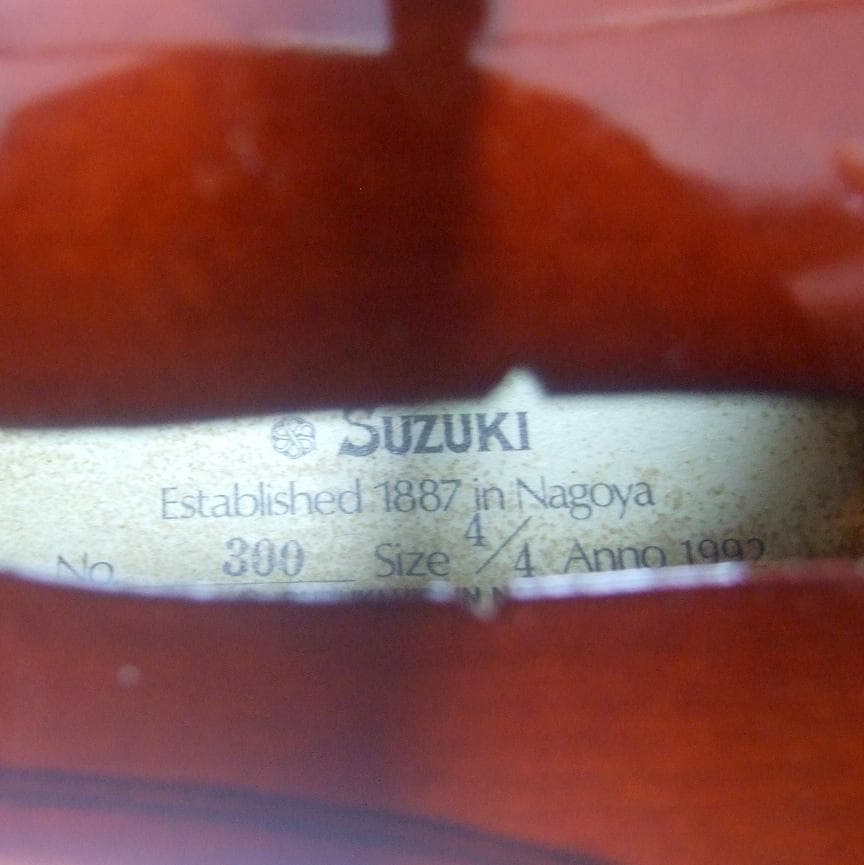 SUZUKI
Established 1887 in Nagoya
No. 300 Size 4/4 Anno 1992